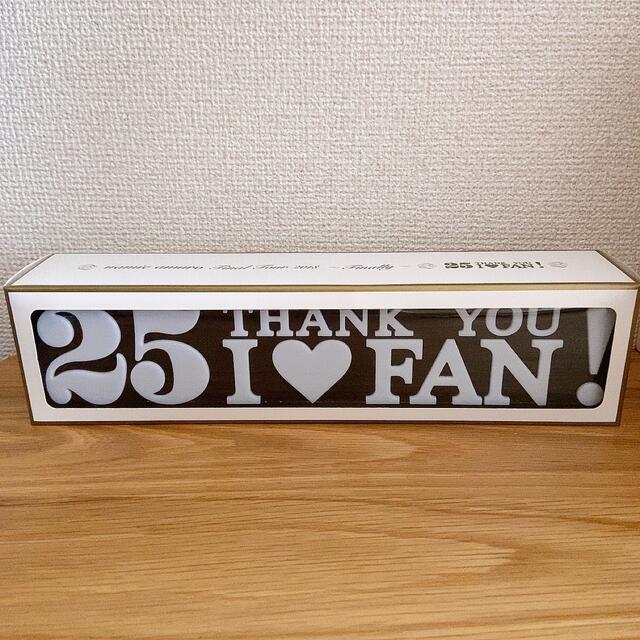 namie amuro Final Tour 2018 ~ Finally ~
25 THANK YOU
I ♥ FAN!
25 THANK YOU
I ♥ FAN!